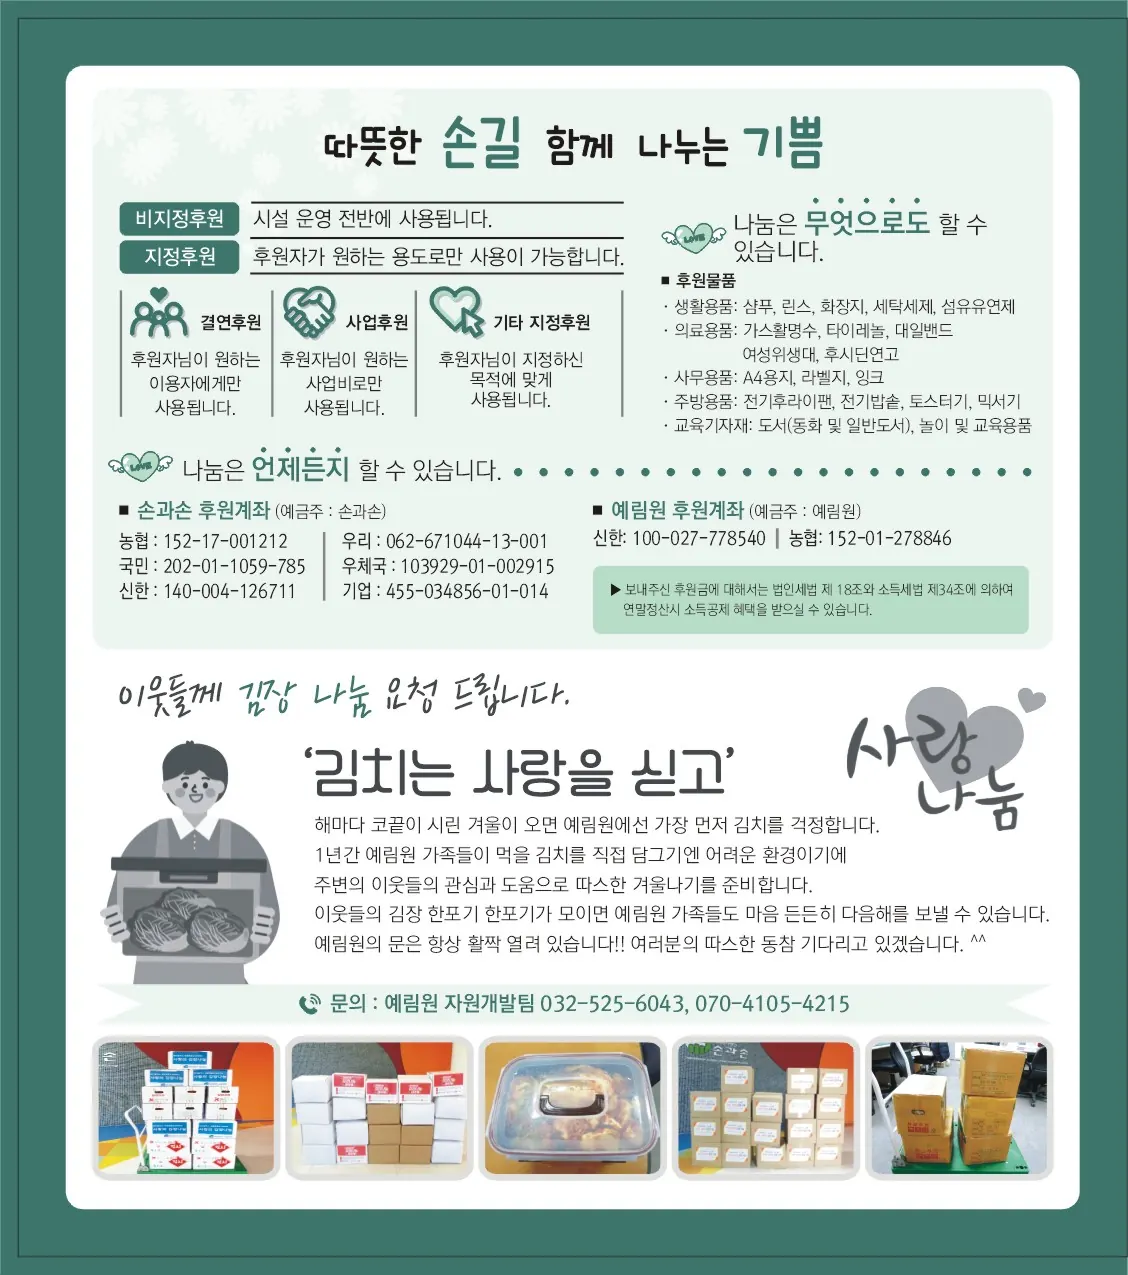 따뜻한 손길 함께 나누는 기쁨
비지정후원 시설 운영 전반에 사용됩니다.
지정후원 후원자가 원하는 용도로만 사용이 가능합니다.
결연후원
후원자님이 원하는
이용자에게만
사용됩니다.
사업후원
후원자님이 원하는
사업비로만
사용됩니다.
기타 지정후원
후원자님이 지정하신
목적에 맞게
사용됩니다.
LOVE
나눔은 무엇으로도 할 수
있습니다.
■ 후원물품
· 생활용품: 샴푸, 린스, 화장지, 세탁세제, 섬유유연제
· 의료용품: 가스활명수, 타이레놀, 대일밴드
여성위생대, 후시딘연고
· 사무용품: A4용지, 라벨지, 잉크
· 주방용품: 전기후라이팬, 전기밥솥, 토스터기, 믹서기
· 교육기자재: 도서(동화 및 일반도서), 놀이 및 교육용품
LOVE
나눔은 언제든지 할 수 있습니다.
■ 손과손 후원계좌 (예금주 : 손과손)
농협 : 152-17-001212
국민 : 202-01-1059-785
신한 : 140-004-126711
우리 : 062-671044-13-001
우체국 : 103929-01-002915
기업 : 455-034856-01-014
■ 예림원 후원계좌 (예금주 : 예림원)
신한: 100-027-778540 | 농협: 152-01-278846
▶ 보내주신 후원금에 대해서는 법인세법 제 18조와 소득세법 제34조에 의하여
연말정산시 소득공제 혜택을 받으실 수 있습니다.
이웃들께 김장 나눔 요청 드립니다.
사랑
나눔
‘김치는 사랑을 싣고’
해마다 코끝이 시린 겨울이 오면 예림원에선 가장 먼저 김치를 걱정합니다.
1년간 예림원 가족들이 먹을 김치를 직접 담그기엔 어려운 환경이기에
주변의 이웃들의 관심과 도움으로 따스한 겨울나기를 준비합니다.
이웃들의 김장 한포기 한포기가 모이면 예림원 가족들도 마음 든든히 다음해를 보낼 수 있습니다.
예림원의 문은 항상 활짝 열려 있습니다!! 여러분의 따스한 동참 기다리고 있겠습니다. ^^
문의 : 예림원 자원개발팀 032-525-6043, 070-4105-4215
손과손